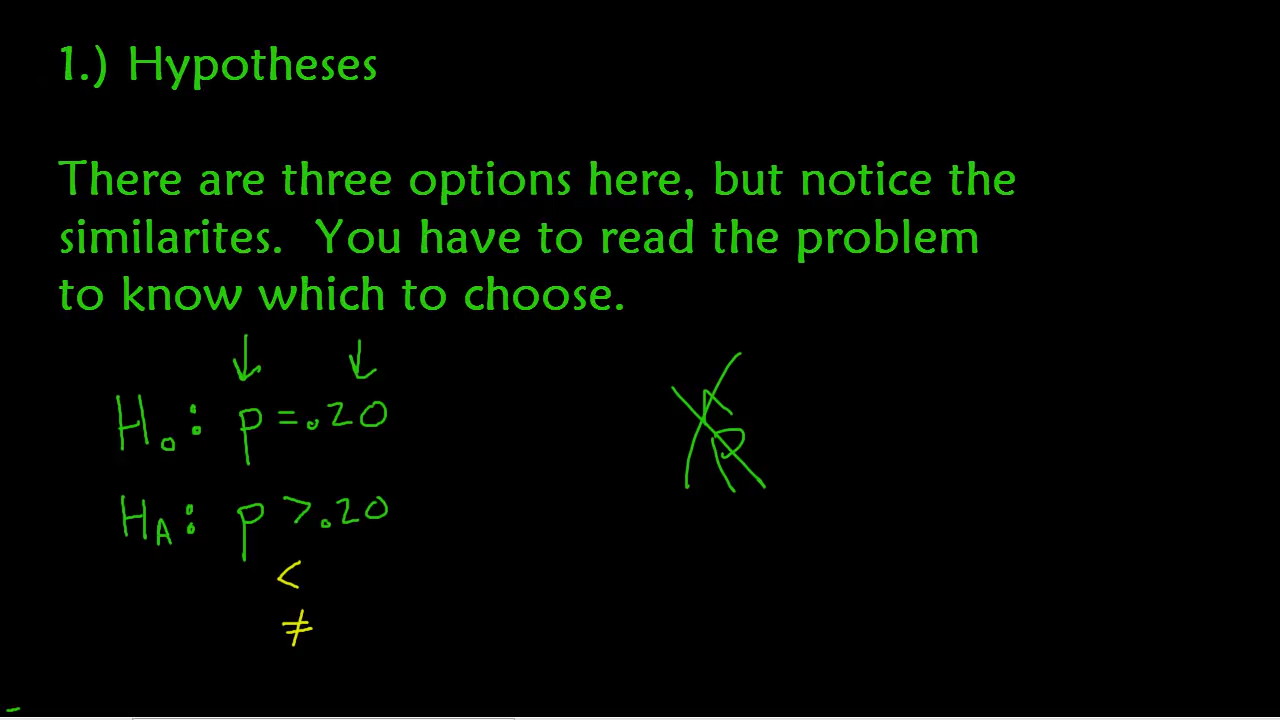 1.) Hypotheses
There are three options here, but notice the
similarites.  You have to read the problem
to know which to choose.
H₀: p = .20
H_A: p > .20
<
≠